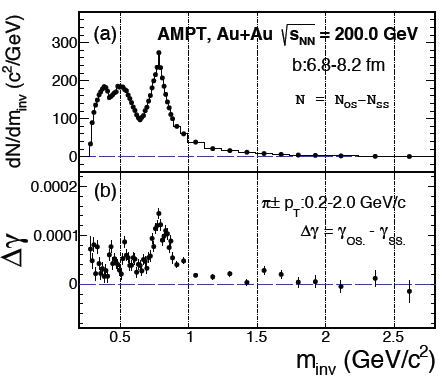 (a) AMPT, Au+Au √sNN = 200.0 GeV
b:6.8-8.2 fm
N = NOS-NSS
dN/dminv (c2/GeV)
300
200
100
0
(b)
π± pT:0.2-2.0 GeV/c
Δγ = γOS. - γSS.
Δγ
0.0002
0.0001
0
0.5 1 1.5 2 2.5
minv (GeV/c2)